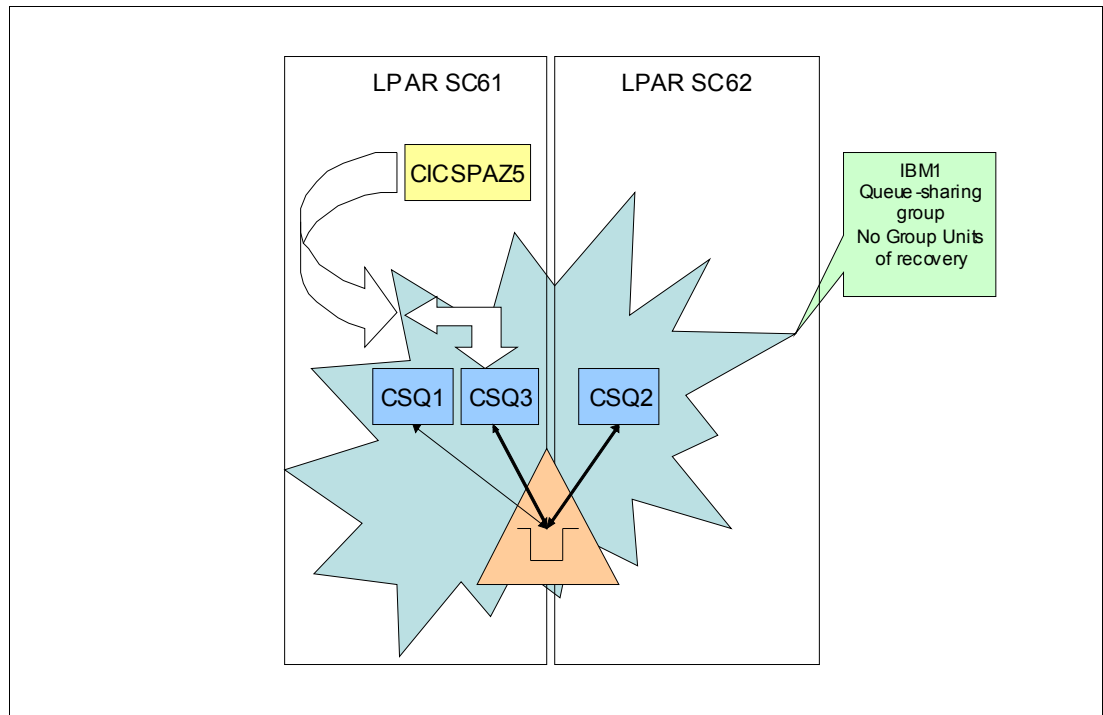 LPAR SC61
LPAR SC62
CICSPAZ5
IBM1
Queue-sharing
group
No Group Units
of recovery
CSQ1
CSQ3
CSQ2